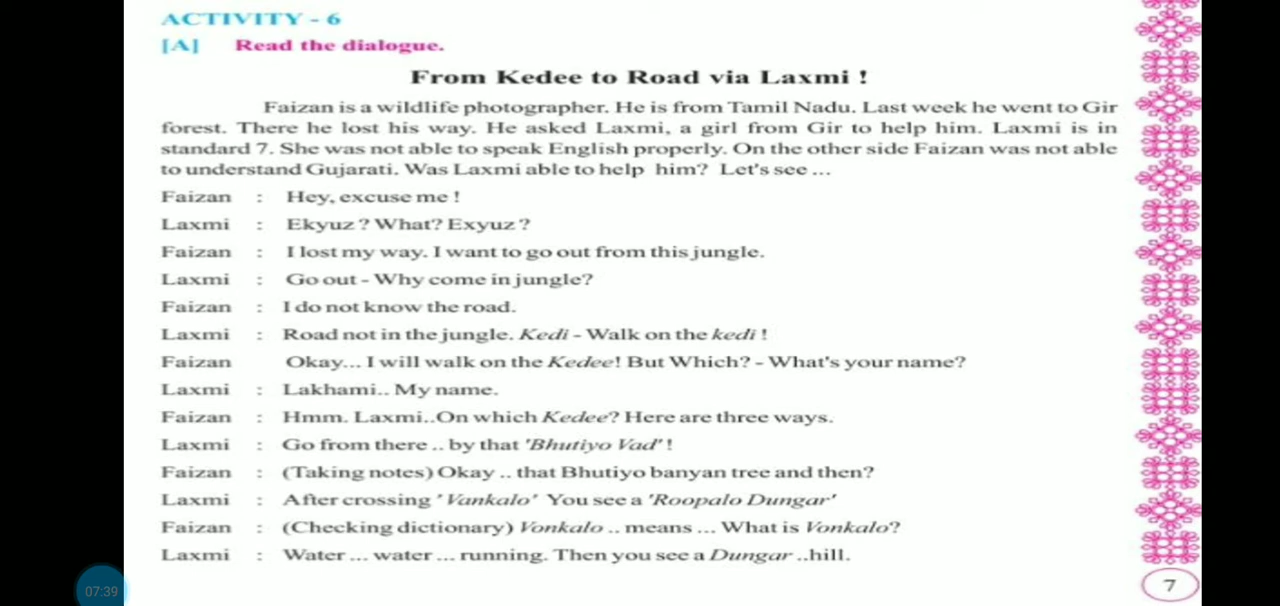 ACTIVITY - 6
[A] Read the dialogue.
From Kedee to Road via Laxmi !
Faizan is a wildlife photographer. He is from Tamil Nadu. Last week he went to Gir
forest. There he lost his way. He asked Laxmi, a girl from Gir to help him. Laxmi is in
standard 7. She was not able to speak English properly. On the other side Faizan was not able
to understand Gujarati. Was Laxmi able to help him? Let's see ...
Faizan : Hey, excuse me !
Laxmi : Ekyuz ? What? Exyuz ?
Faizan : I lost my way. I want to go out from this jungle.
Laxmi : Go out - Why come in jungle?
Faizan : I do not know the road.
Laxmi : Road not in the jungle. Kedi - Walk on the kedi !
Faizan Okay... I will walk on the Kedee! But Which? - What's your name?
Laxmi : Lakhami.. My name.
Faizan : Hmm. Laxmi..On which Kedee? Here are three ways.
Laxmi : Go from there .. by that 'Bhutiyo Vad' !
Faizan : (Taking notes) Okay .. that Bhutiyo banyan tree and then?
Laxmi : After crossing ' Vankalo' You see a 'Roopalo Dungar'
Faizan : (Checking dictionary) Vonkalo .. means ... What is Vonkalo?
Laxmi : Water ... water ... running. Then you see a Dungar ..hill.
07:39
7